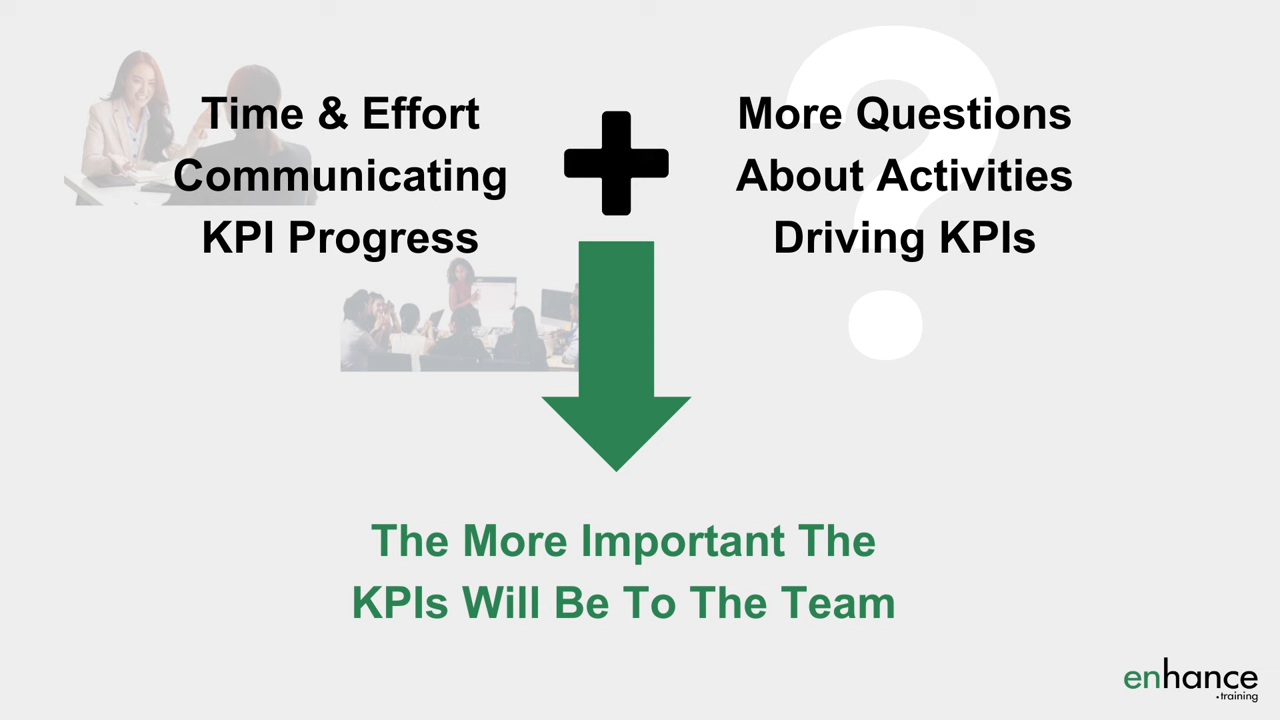 Time & Effort
Communicating
KPI Progress
More Questions
About Activities
Driving KPIs
The More Important The
KPIs Will Be To The Team
enhance
.training